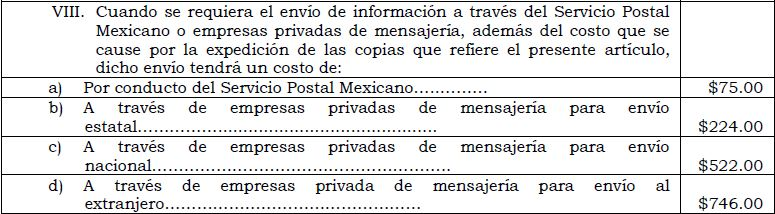 VIII. Cuando se requiera el envío de información a través del Servicio Postal
Mexicano o empresas privadas de mensajería, además del costo que se
cause por la expedición de las copias que refiere el presente artículo,
dicho envío tendrá un costo de:
a) Por conducto del Servicio Postal Mexicano.............. $75.00
b) A través de empresas privadas de mensajería para envío
estatal........................................................ $224.00
c) A través de empresas privadas de mensajería para envío
nacional........................................................ $522.00
d) A través de empresas privada de mensajería para envío al
extranjero................................................ $746.00